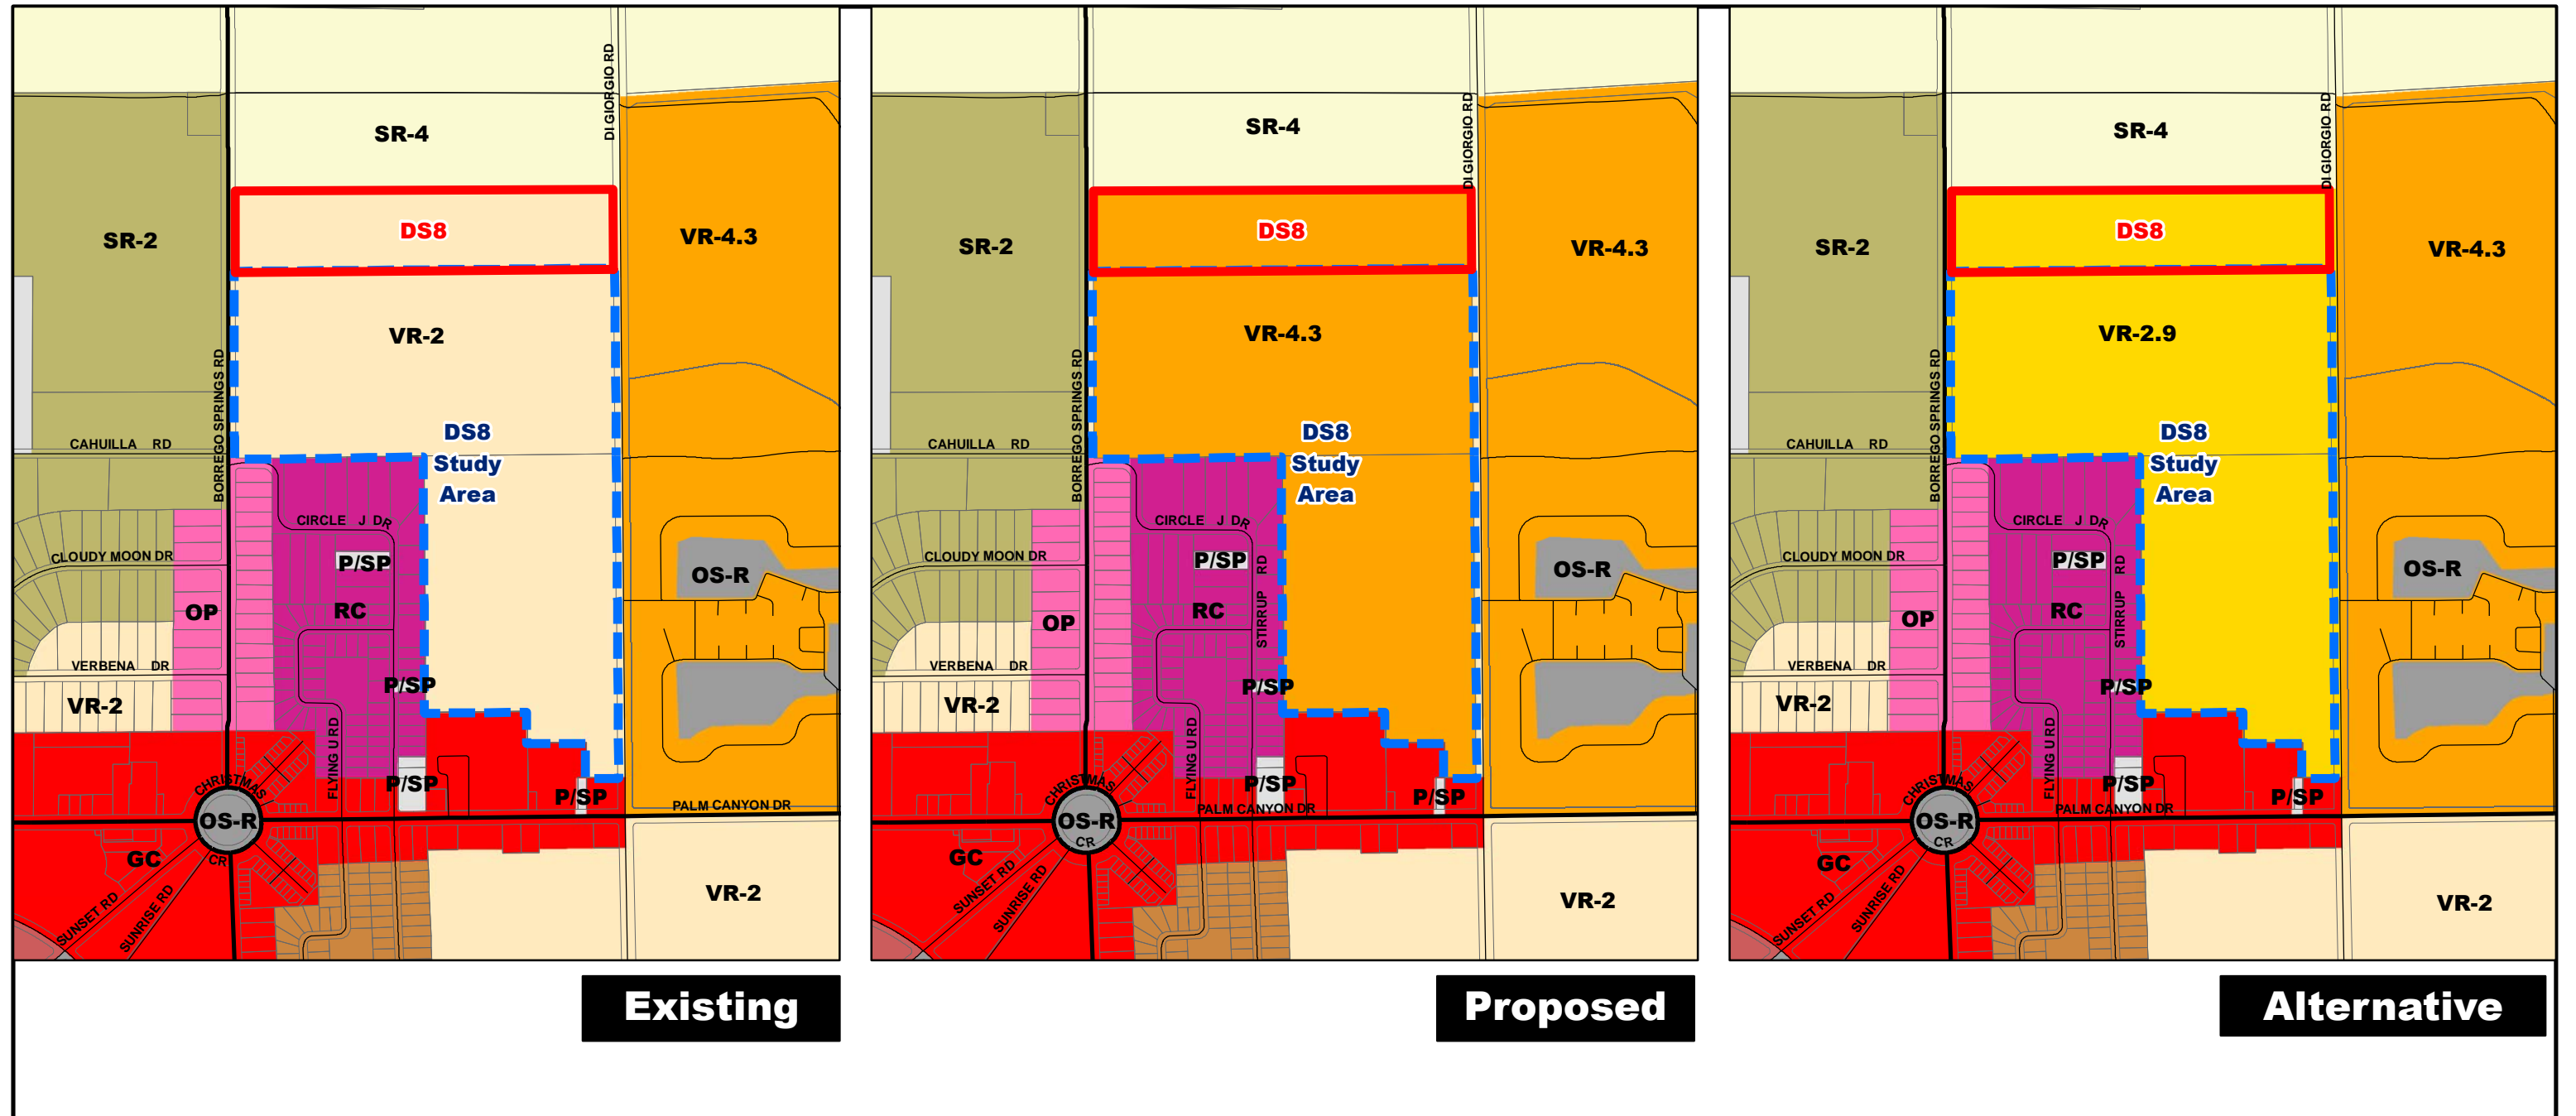 DI GIORGIO RD
SR-4
DS8
SR-2
VR-4.3
VR-2
BORREGO SPRINGS RD
DS8
Study
Area
CAHUILLA RD
CIRCLE J DR
CLOUDY MOON DR
P/SP
OS-R
OP
RC
VERBENA DR
P/SP
VR-2
FLYING U RD
CHRISTMAS
P/SP
P/SP
PALM CANYON DR
OS-R
CR
GC
SUNSET RD
SUNRISE RD
VR-2
Existing
DI GIORGIO RD
SR-4
DS8
SR-2
VR-4.3
VR-4.3
BORREGO SPRINGS RD
DS8
Study
Area
CAHUILLA RD
CIRCLE J DR
CLOUDY MOON DR
P/SP
STIRRUP RD
OS-R
OP
RC
VERBENA DR
P/SP
VR-2
FLYING U RD
CHRISTMAS
P/SP
P/SP
PALM CANYON DR
OS-R
CR
GC
SUNSET RD
SUNRISE RD
VR-2
Proposed
DI GIORGIO RD
SR-4
DS8
SR-2
VR-4.3
VR-2.9
BORREGO SPRINGS RD
DS8
Study
Area
CAHUILLA RD
CIRCLE J DR
CLOUDY MOON DR
P/SP
STIRRUP RD
OS-R
OP
RC
VERBENA DR
P/SP
VR-2
FLYING U RD
CHRISTMAS
P/SP
P/SP
PALM CANYON DR
OS-R
CR
GC
SUNSET RD
SUNRISE RD
VR-2
Alternative